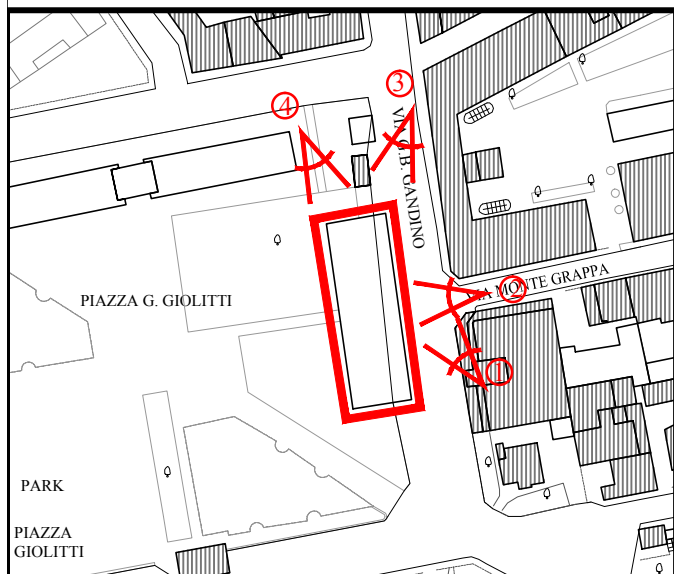 ④
③
VIA G.B. GANDINO
VIA MONTE GRAPPA
②
PIAZZA G. GIOLITTI
①
PARK
PIAZZA
GIOLITTI